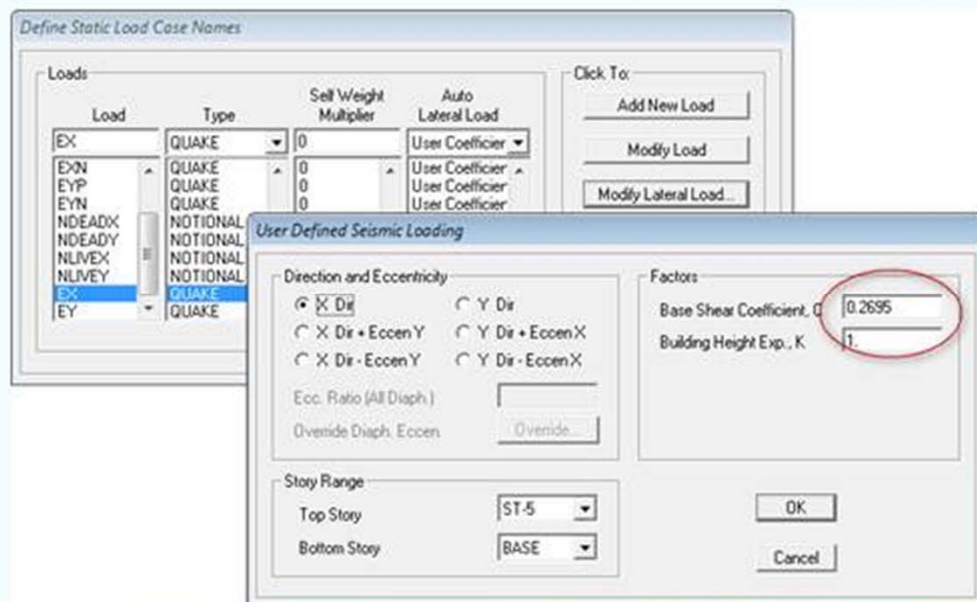 Define Static Load Case Names
Loads
Click To:
Load
Type
Self Weight Multiplier
Auto Lateral Load
EX
QUAKE
0
User Coefficier
Add New Load
Modify Load
Modify Lateral Load...
EXN QUAKE 0 User Coefficier
EYP QUAKE 0 User Coefficier
EYN QUAKE 0 User Coefficier
NDEADX NOTIONAL
NDEADY NOTIONAL
NLIVEX NOTIONAL
NLIVEY NOTIONAL
EX QUAKE
EY QUAKE
User Defined Seismic Loading
Direction and Eccentricity
X Dir
Y Dir
X Dir + Eccen Y
Y Dir + Eccen X
X Dir - Eccen Y
Y Dir - Eccen X
Ecc. Ratio (All Diaph.)
Override Diaph. Eccen.
Override...
Factors
Base Shear Coefficient, C
0.2695
Building Height Exp., K
1.
Story Range
Top Story
ST-5
Bottom Story
BASE
OK
Cancel